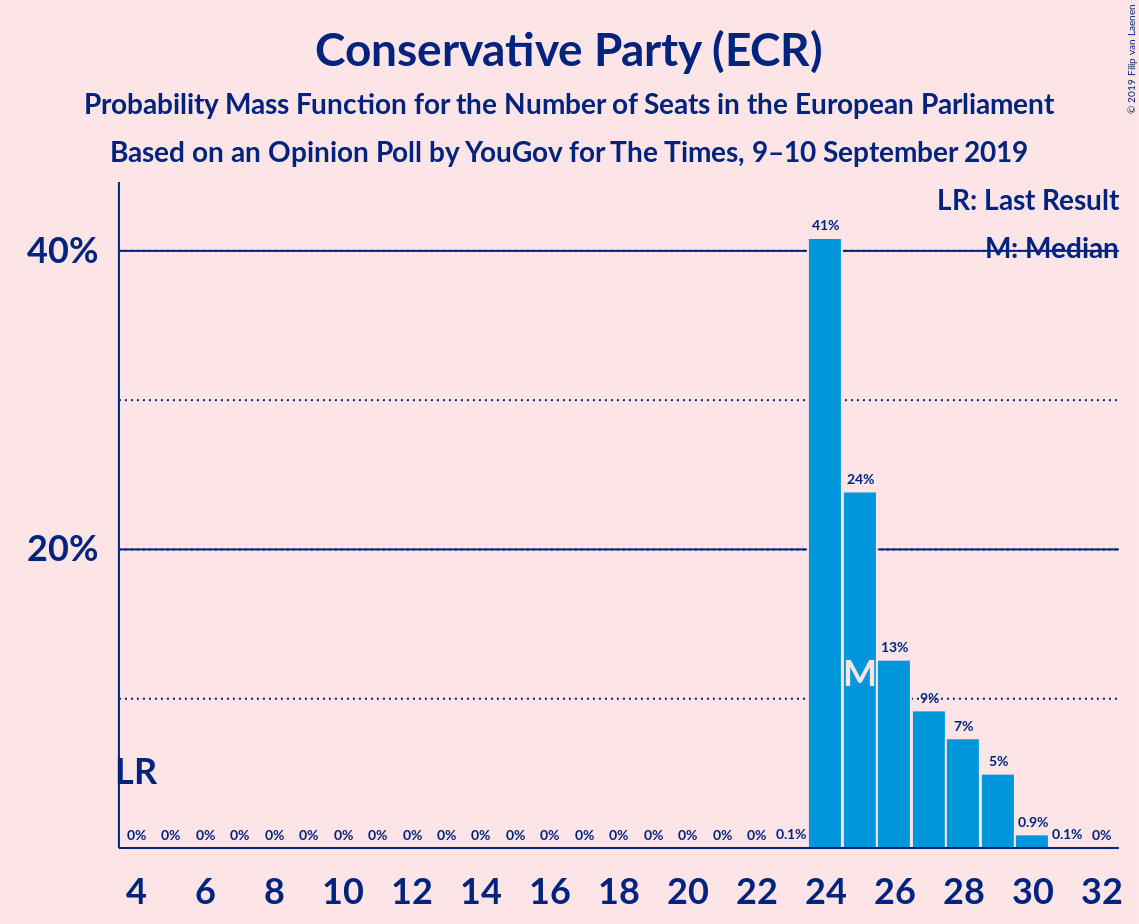 Conservative Party (ECR)
Probability Mass Function for the Number of Seats in the European Parliament
Based on an Opinion Poll by YouGov for The Times, 9–10 September 2019
© 2019 Filip van Laenen
LR: Last Result
M: Median
40%
20%
41%
24%
13%
9%
7%
5%
0.9%
0.1%
0%
M
LR
0% 0% 0% 0% 0% 0% 0% 0% 0% 0% 0% 0% 0% 0% 0% 0% 0% 0% 0% 0.1%
4 6 8 10 12 14 16 18 20 22 24 26 28 30 32